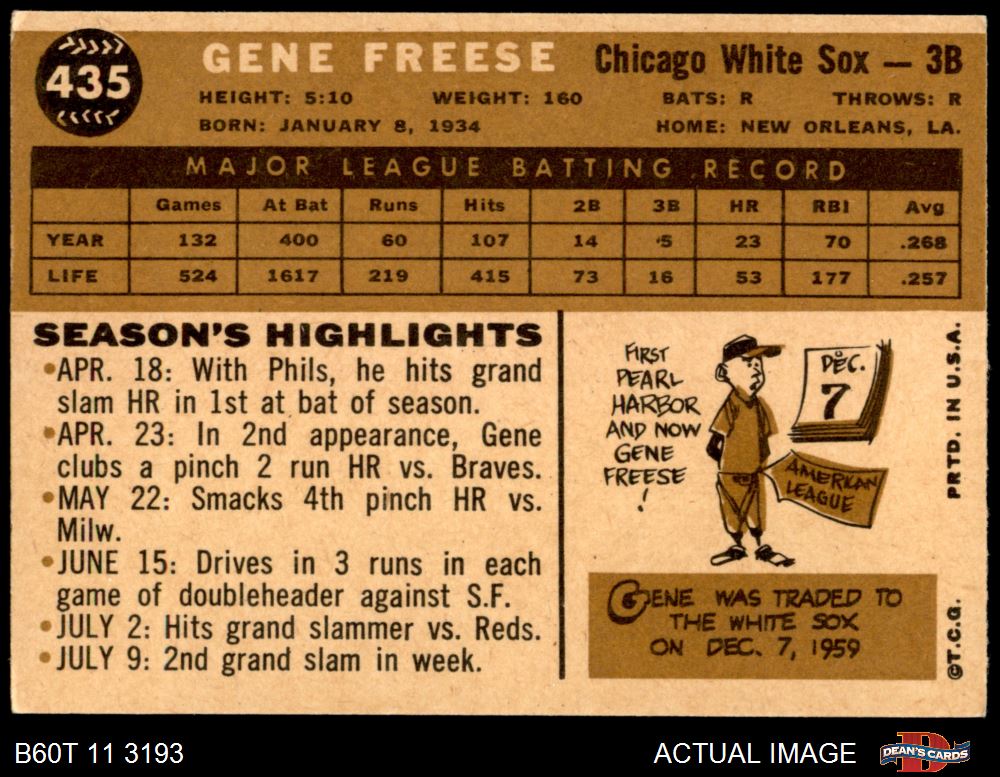 435
GENE FREESE Chicago White Sox — 3B
HEIGHT: 5:10 WEIGHT: 160 BATS: R THROWS: R
BORN: JANUARY 8, 1934 HOME: NEW ORLEANS, LA.
MAJOR LEAGUE BATTING RECORD
Games At Bat Runs Hits 2B 3B HR RBI Avg
YEAR 132 400 60 107 14 5 23 70 .268
LIFE 524 1617 219 415 73 16 53 177 .257
SEASON'S HIGHLIGHTS
•APR. 18: With Phils, he hits grand
slam HR in 1st at bat of season.
•APR. 23: In 2nd appearance, Gene
clubs a pinch 2 run HR vs. Braves.
•MAY 22: Smacks 4th pinch HR vs.
Milw.
•JUNE 15: Drives in 3 runs in each
game of doubleheader against S.F.
•JULY 2: Hits grand slammer vs. Reds.
•JULY 9: 2nd grand slam in week.
FIRST
PEARL
HARBOR
AND NOW
GENE
FREESE
!
DEC.
7
AMERICAN
LEAGUE
GENE WAS TRADED TO
THE WHITE SOX
ON DEC. 7, 1959
PRTD. IN U.S.A.
©T.C.G.
B60T 11 3193 ACTUAL IMAGE
DEAN'S CARDS